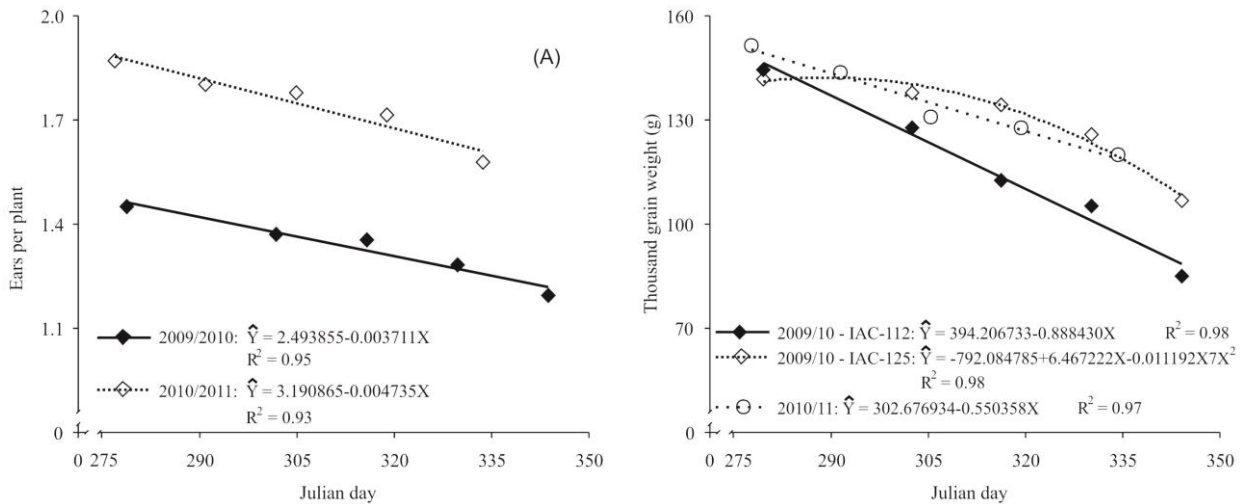 2.0
1.7
1.4
1.1
0
Ears per plant
(A)
2009/2010: Ŷ = 2.493855-0.003711X
R² = 0.95
2010/2011: Ŷ = 3.190865-0.004735X
R² = 0.93
0 275 290 305 320 335 350
Julian day
160
130
100
70
0
Thousand grain weight (g)
2009/10 - IAC-112: Ŷ = 394.206733-0.888430X R² = 0.98
2009/10 - IAC-125: Ŷ = -792.084785+6.467222X-0.011192X7X²
R² = 0.98
2010/11: Ŷ = 302.676934-0.550358X R² = 0.97
0 275 290 305 320 335 350
Julian day